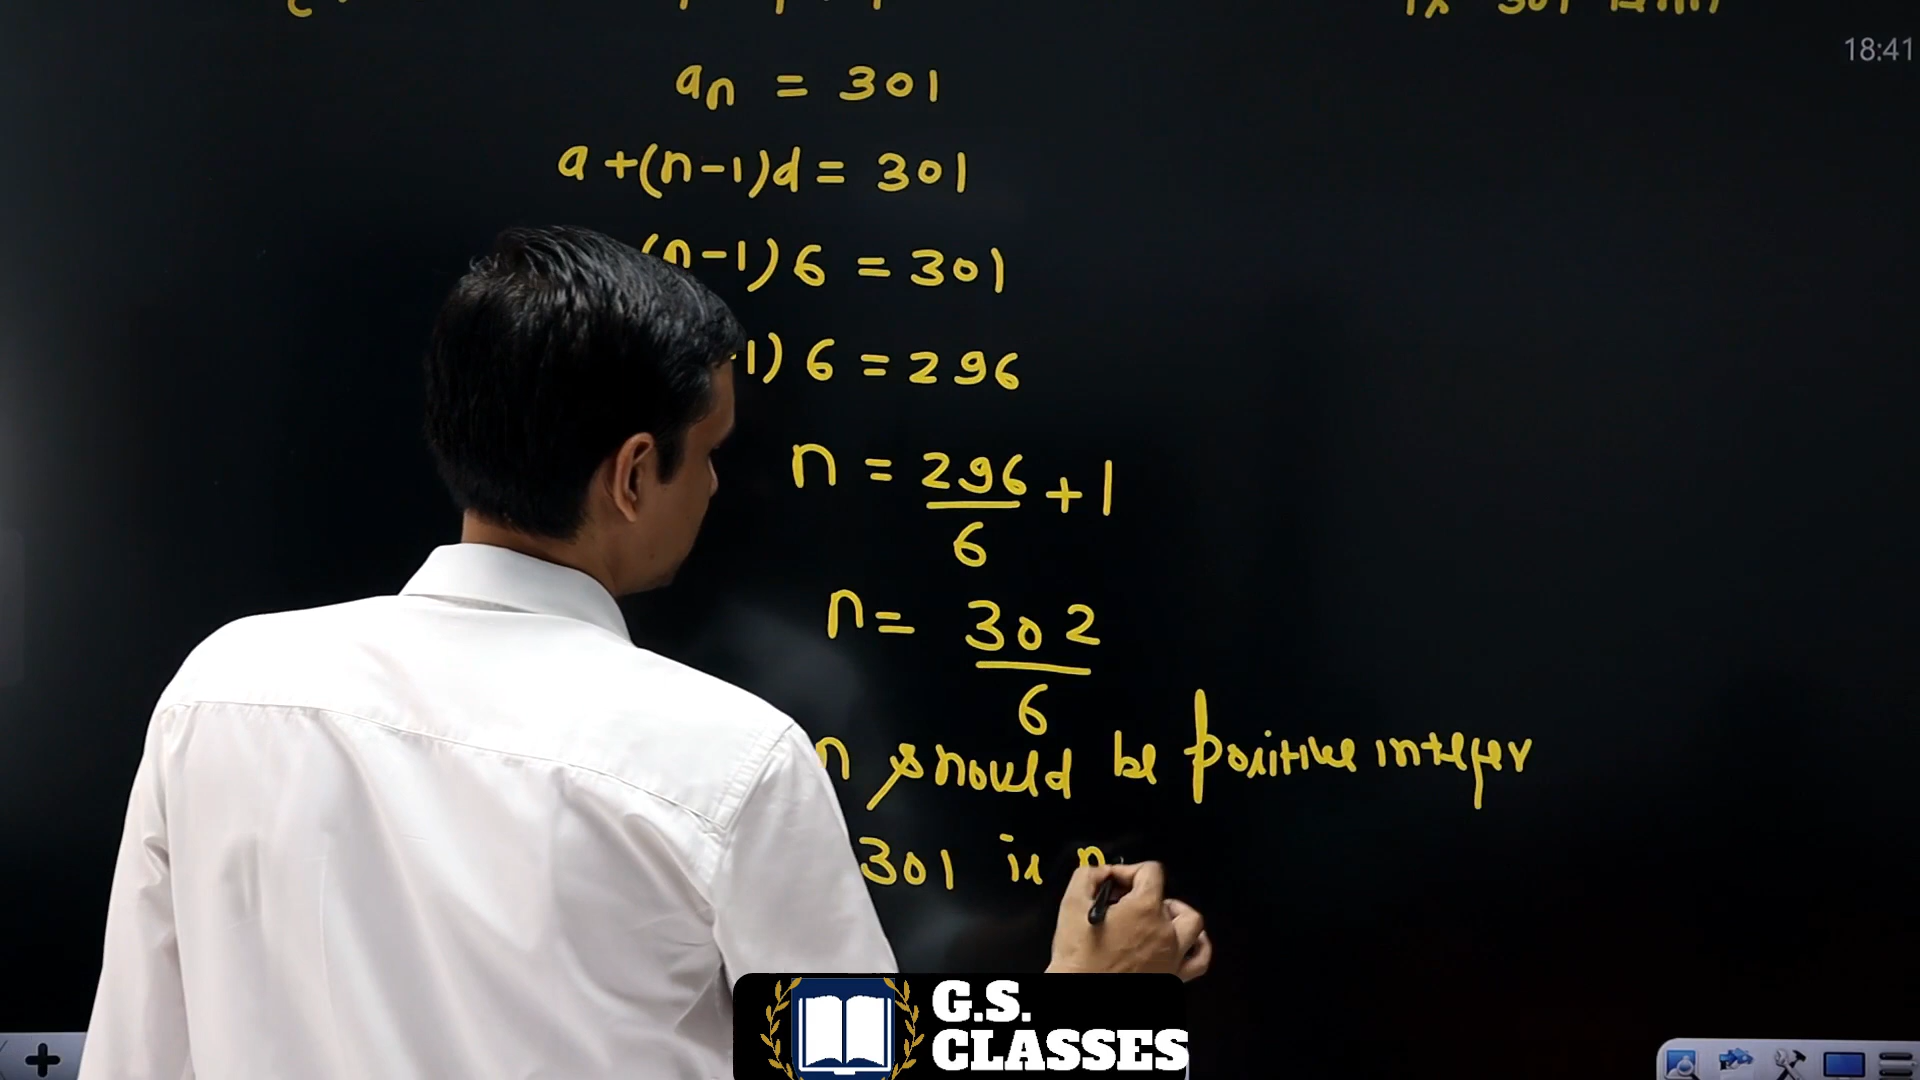 18:41
an = 301
a+(n-1)d = 301
(n-1)6 = 301
1)6 = 296
n = 296/6 + 1
n = 302/6
n should be positive integer
301 is n
G.S.
CLASSES